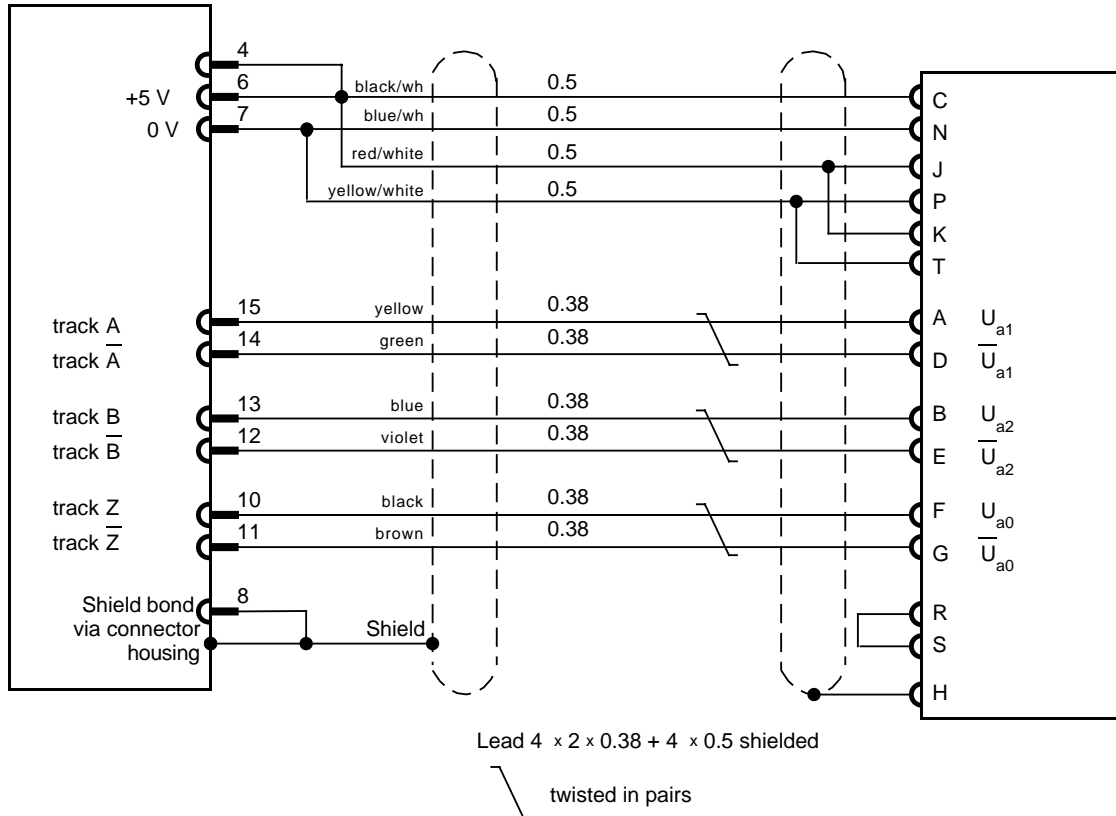 4
6
+5 V
black/wh
0.5
C
7
0 V
blue/wh
0.5
N
red/white
0.5
J
yellow/white
0.5
P
K
T
15
track A
yellow
0.38
A
U a1
14
track A̅
green
0.38
D
U̅ a1
13
track B
blue
0.38
B
U a2
12
track B̅
violet
0.38
E
U̅ a2
10
track Z
black
0.38
F
U a0
11
track Z̅
brown
0.38
G
U̅ a0
8
Shield bond
via connector
housing
Shield
R
S
H
Lead 4 x 2 x 0.38 + 4 x 0.5 shielded
twisted in pairs